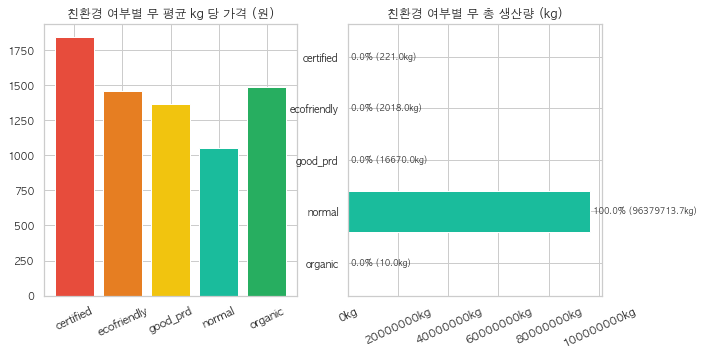 친환경 여부별 무 평균 kg 당 가격 (원)
1750
1500
1250
1000
750
500
250
0
certified
ecofriendly
good_prd
normal
organic
친환경 여부별 무 총 생산량 (kg)
certified
0.0% (221.0kg)
ecofriendly
0.0% (2018.0kg)
good_prd
0.0% (16670.0kg)
normal
100.0% (96379713.7kg)
organic
0.0% (10.0kg)
0kg
20000000kg
40000000kg
60000000kg
80000000kg
100000000kg